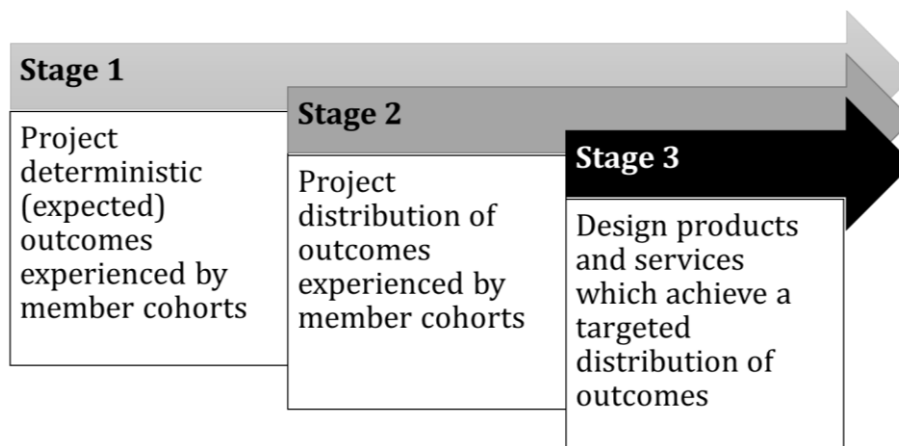 Stage 1
Project
deterministic
(expected)
outcomes
experienced by
member cohorts
Stage 2
Project
distribution of
outcomes
experienced by
member cohorts
Stage 3
Design products
and services
which achieve a
targeted
distribution of
outcomes